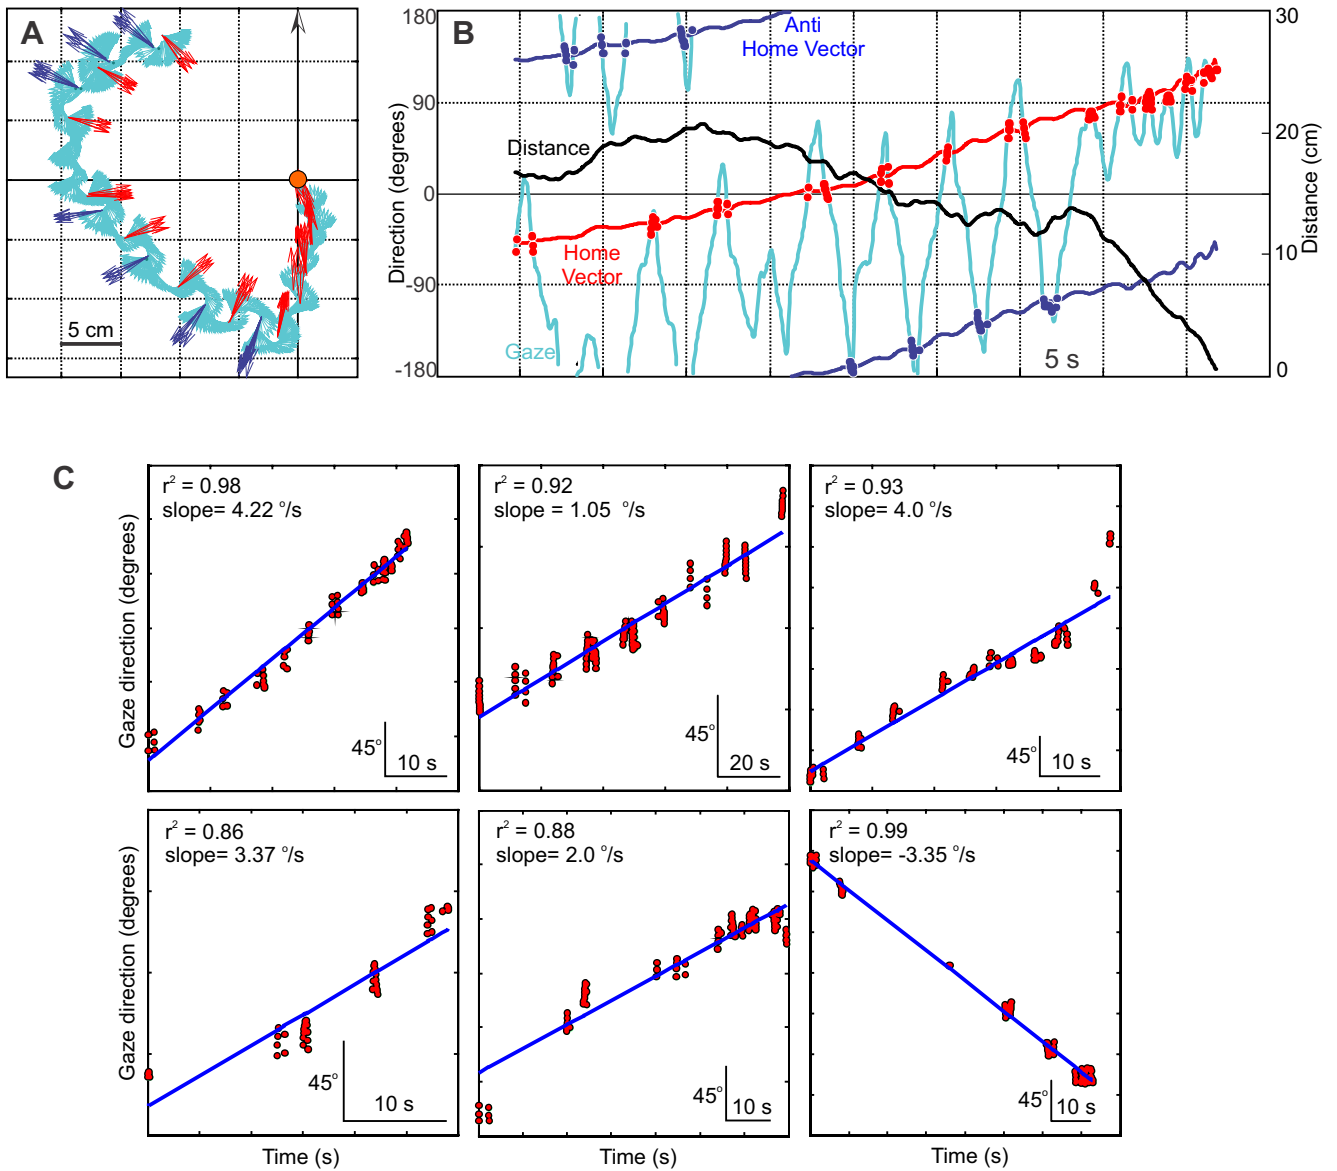 A
5 cm
B
180
90
0
-90
-180
Direction (degrees)
Anti
Home Vector
Distance
Home
Vector
Gaze
5 s
30
20
10
0
Distance (cm)
C
Gaze direction (degrees)
r² = 0.98
slope= 4.22 °/s
45°
10 s
r² = 0.92
slope = 1.05 °/s
45°
20 s
r² = 0.93
slope= 4.0 °/s
45°
10 s
Gaze direction (degrees)
r² = 0.86
slope= 3.37 °/s
45°
10 s
Time (s)
r² = 0.88
slope= 2.0 °/s
45°
10 s
Time (s)
r² = 0.99
slope= -3.35 °/s
45°
10 s
Time (s)